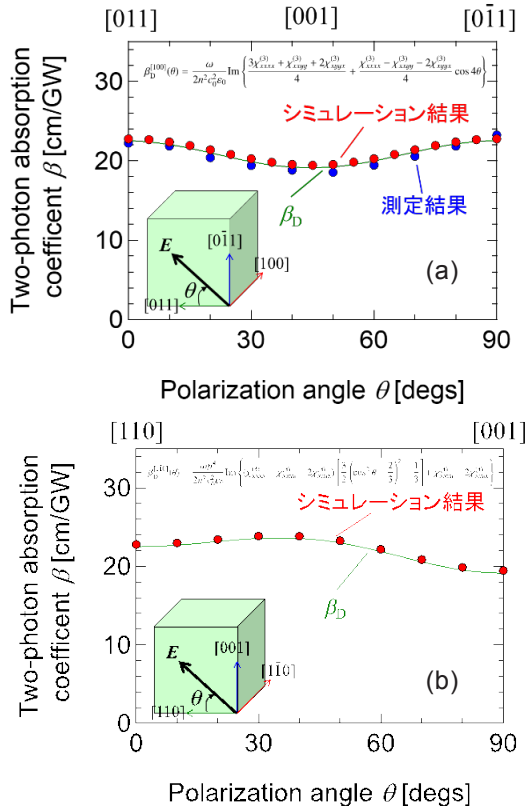 [011] [001] [01̄1]
Two-photon absorption
coefficent β [cm/GW]
30
20
10
0
β_D^[100](θ) = ω/(2n²c₀²ε₀) Im{(3χ_xxxx^(3) + χ_xxyy^(3) + 2χ_xyyx^(3))/4 + (χ_xxxx^(3) − χ_xxyy^(3) − 2χ_xyyx^(3))/4 cos 4θ}
シミュレーション結果
β_D
測定結果
E
[01̄1]
[100]
θ
[011]
(a)
0 30 60 90
Polarization angle θ [degs]
[110] [001]
Two-photon absorption
coefficent β [cm/GW]
30
20
10
0
シミュレーション結果
β_D
E
[001]
[11̄0]
θ
[110]
(b)
0 30 60 90
Polarization angle θ [degs]